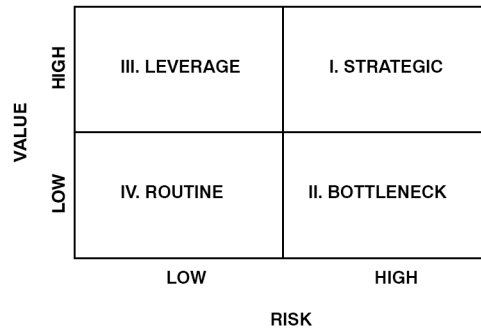 HIGH
III. LEVERAGE
I. STRATEGIC
VALUE
LOW
IV. ROUTINE
II. BOTTLENECK
LOW
HIGH
RISK